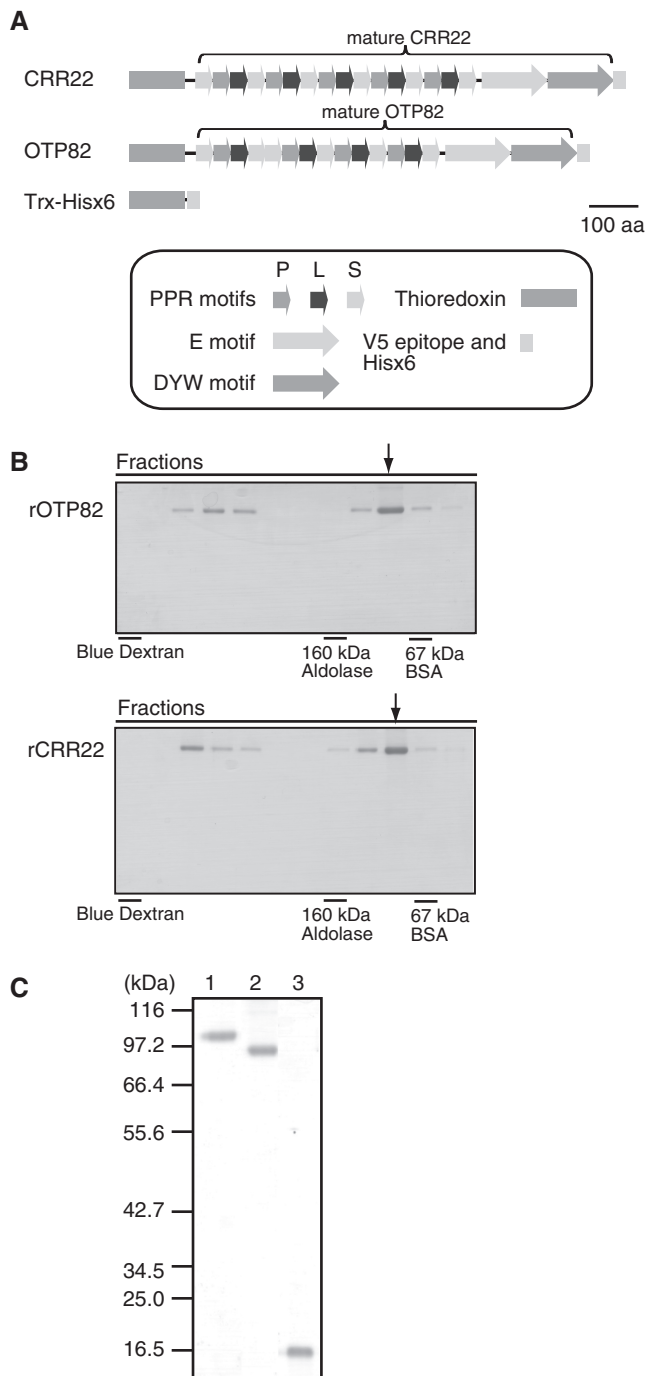 A
mature CRR22
CRR22
mature OTP82
OTP82
Trx-Hisx6
100 aa
P L S
PPR motifs
Thioredoxin
E motif
V5 epitope and
Hisx6
DYW motif
B
Fractions
rOTP82
Blue Dextran
160 kDa
Aldolase
67 kDa
BSA
Fractions
rCRR22
Blue Dextran
160 kDa
Aldolase
67 kDa
BSA
C
(kDa) 1 2 3
116
97.2
66.4
55.6
42.7
34.5
25.0
16.5